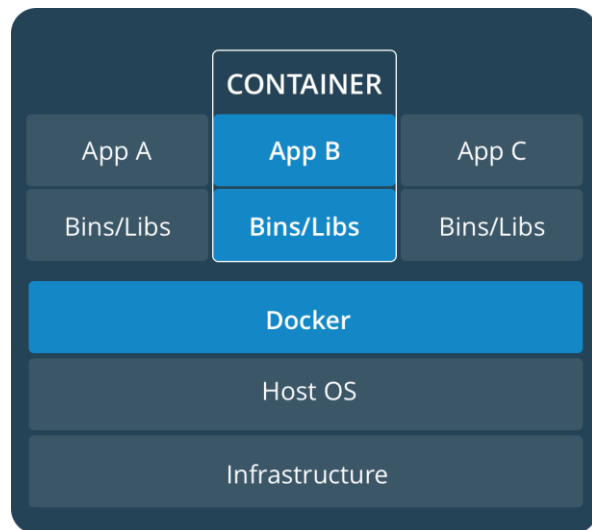 CONTAINER
App A App B App C
Bins/Libs Bins/Libs Bins/Libs
Docker
Host OS
Infrastructure